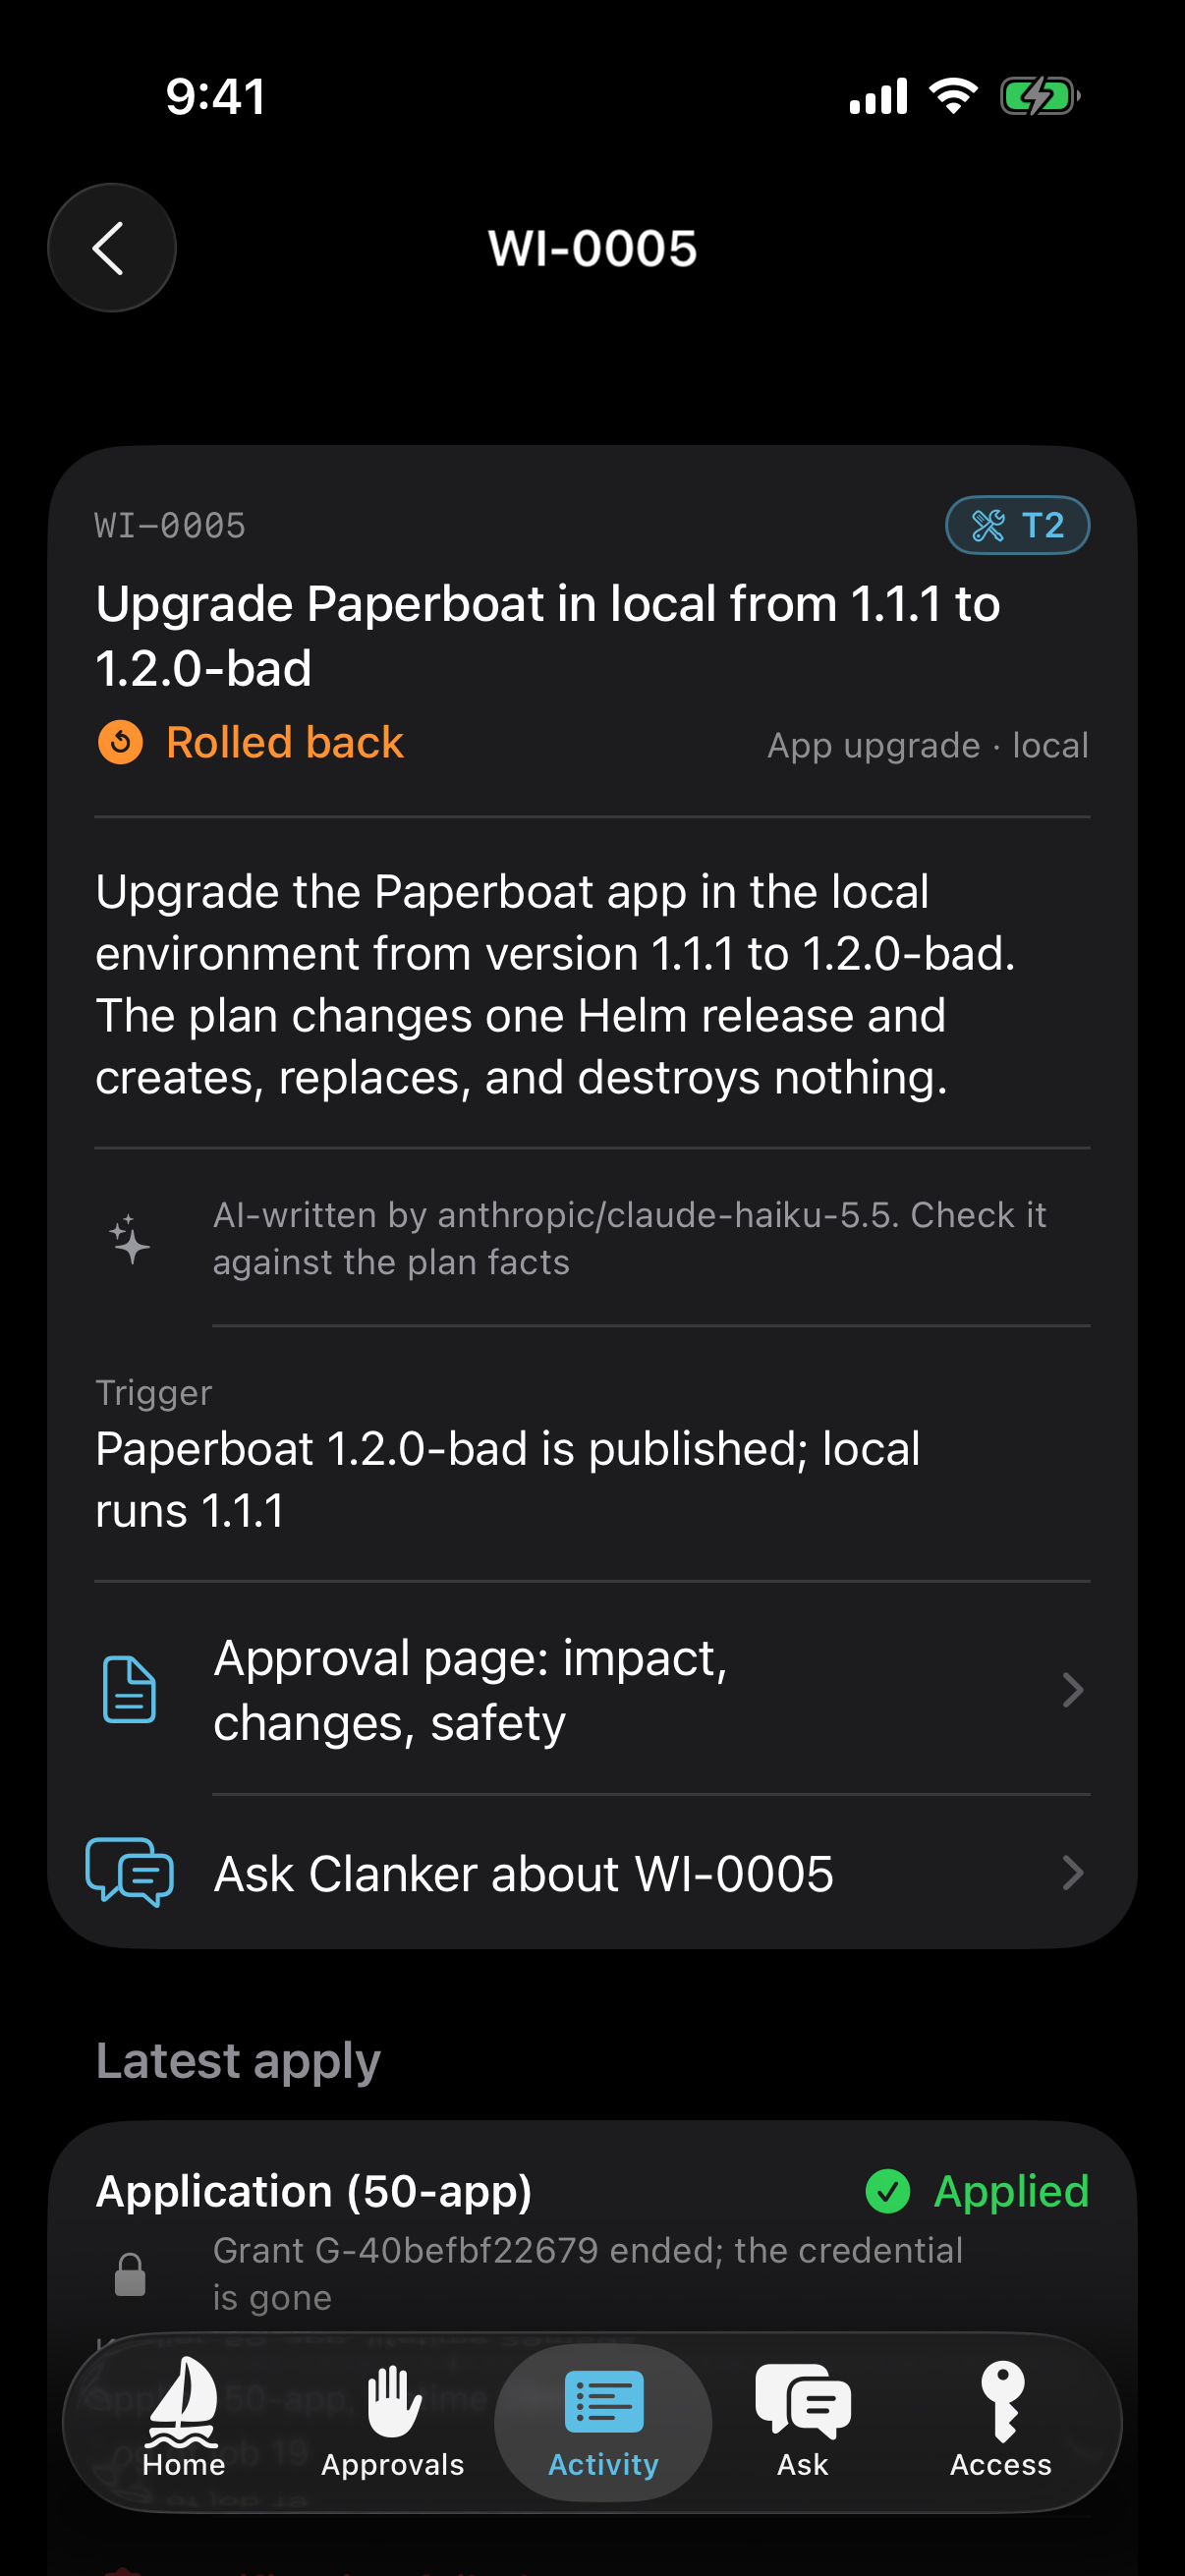 9:41
WI-0005
WI-0005
T2
Upgrade Paperboat in local from 1.1.1 to
1.2.0-bad
Rolled back
App upgrade · local
Upgrade the Paperboat app in the local
environment from version 1.1.1 to 1.2.0-bad.
The plan changes one Helm release and
creates, replaces, and destroys nothing.
AI-written by anthropic/claude-haiku-5.5. Check it
against the plan facts
Trigger
Paperboat 1.2.0-bad is published; local
runs 1.1.1
Approval page: impact,
changes, safety
Ask Clanker about WI-0005
Latest apply
Application (50-app)
Applied
Grant G-40befbf22679 ended; the credential
is gone
Home
Approvals
Activity
Ask
Access